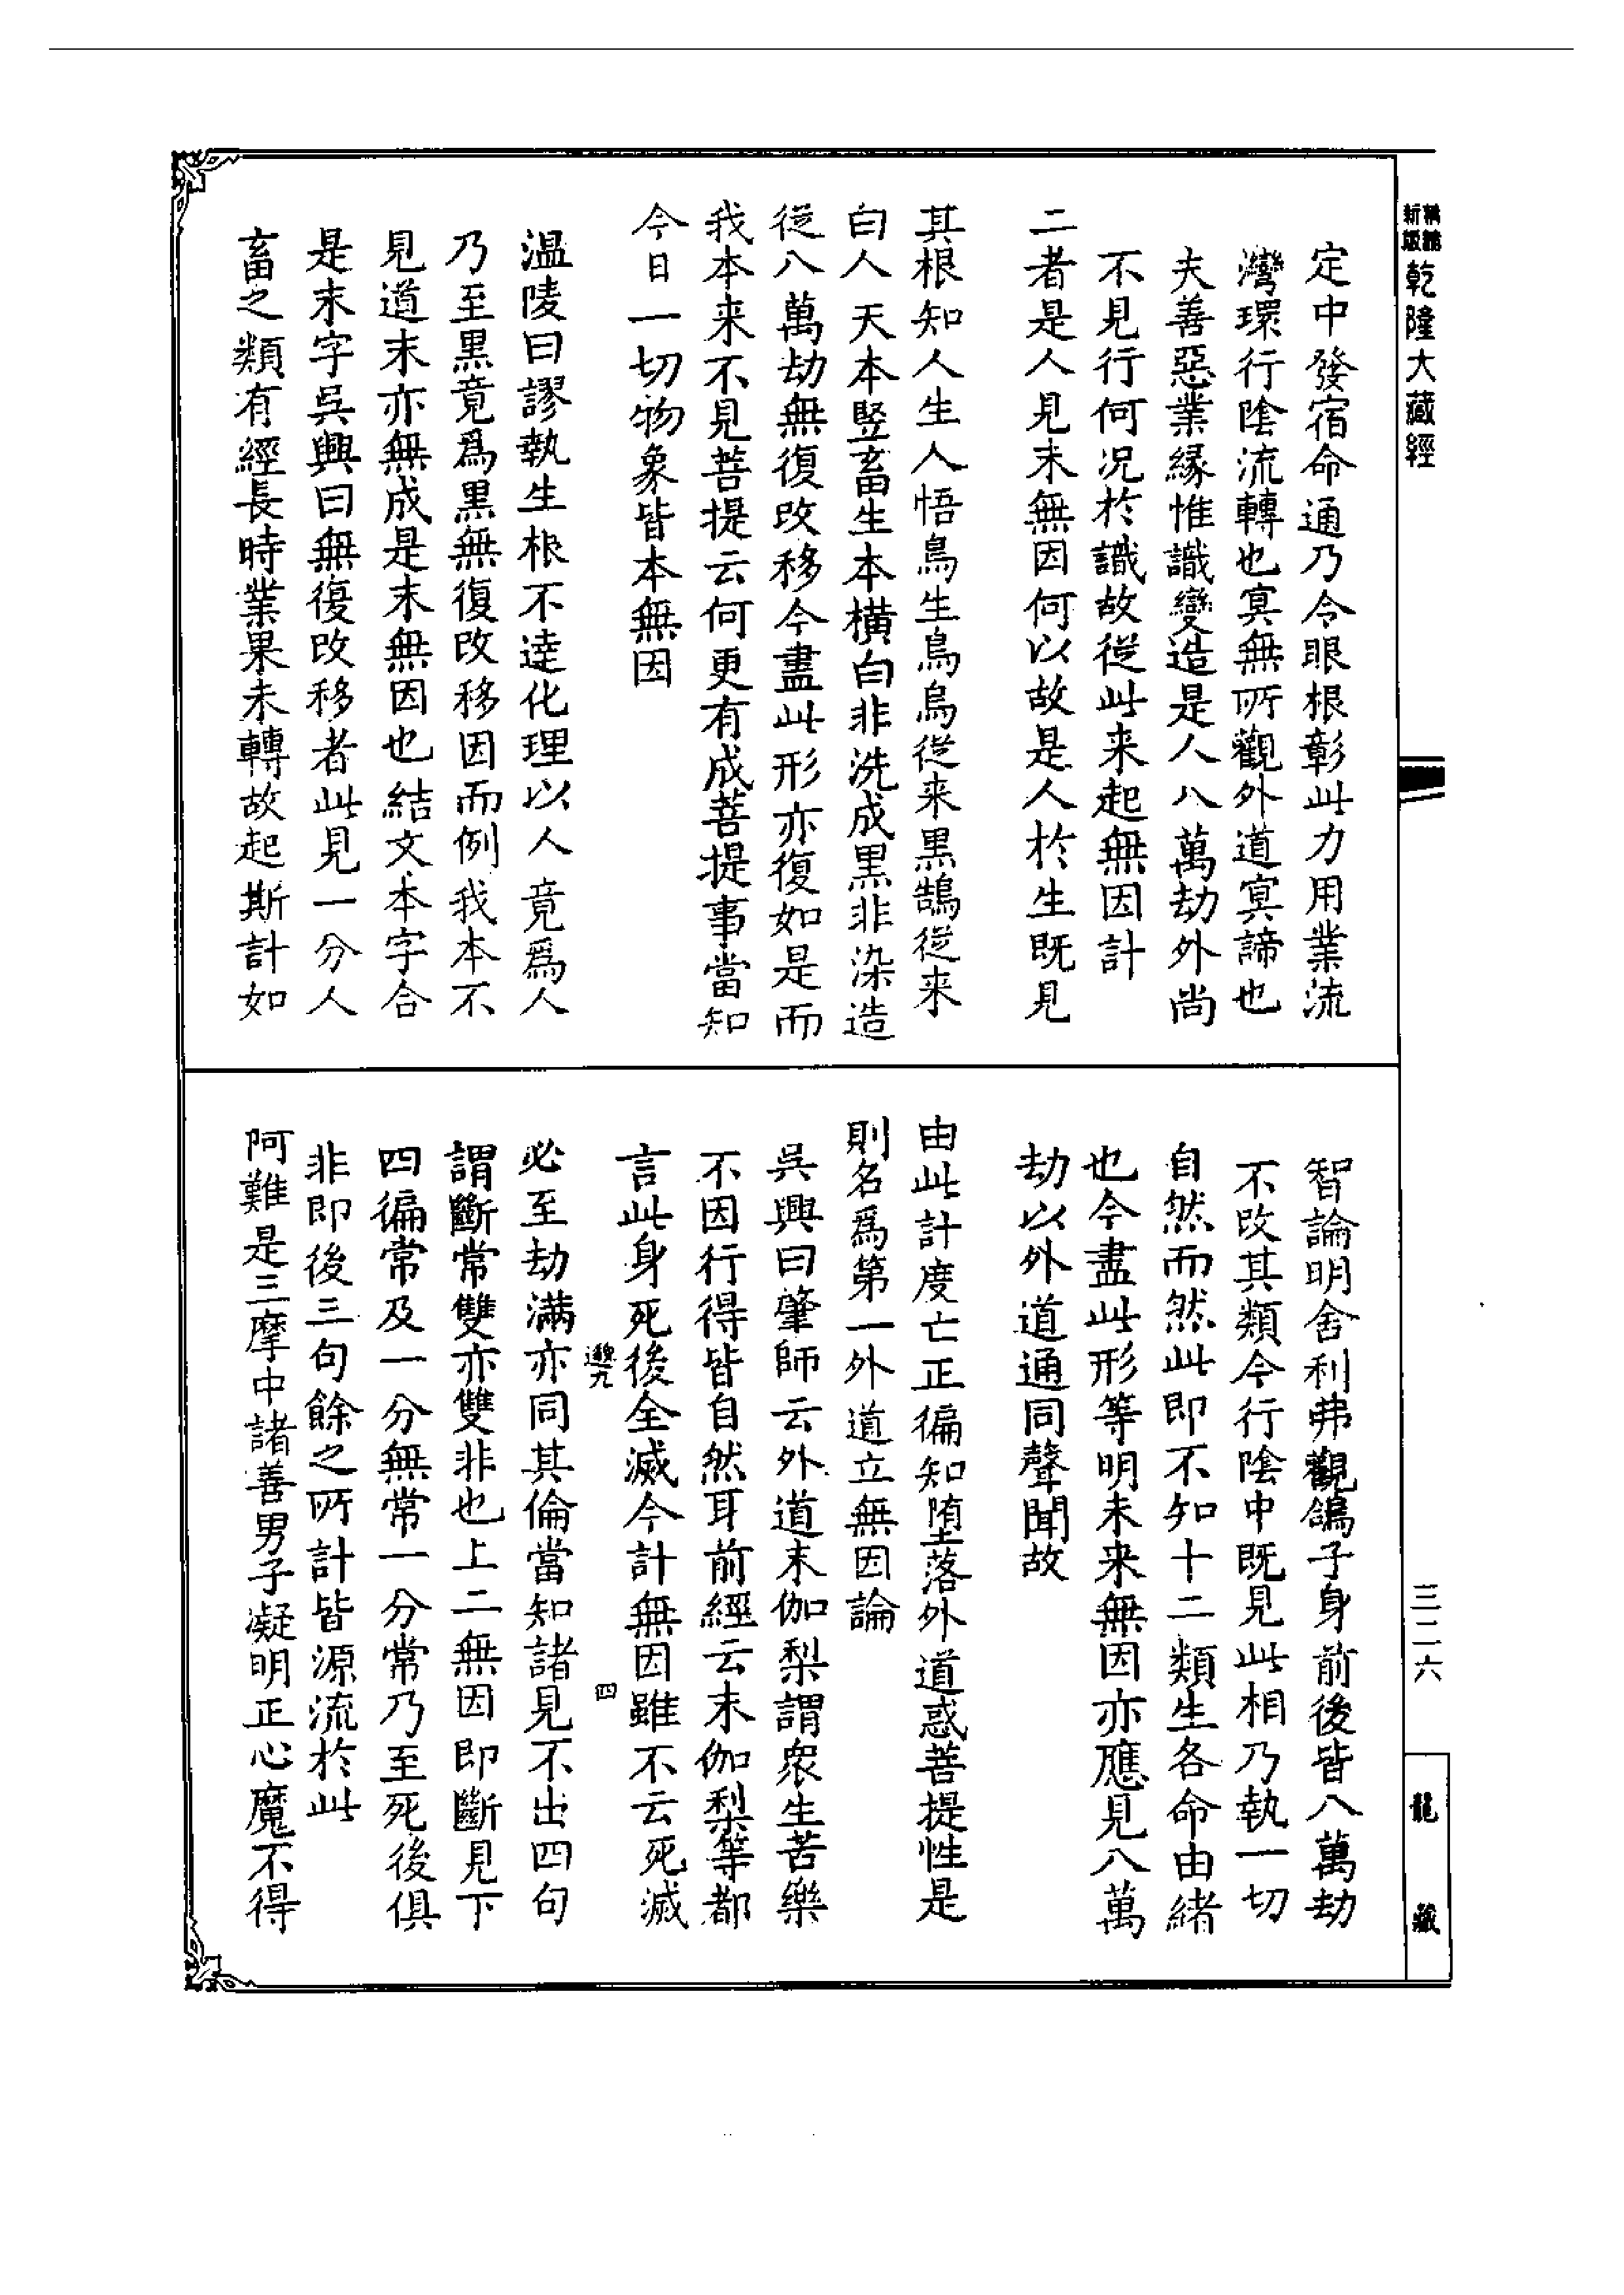 新版
乾隆大藏經
定中發宿命通乃令眼根彰此力用業流
灣環行陰流轉也冥無所觀外道冥諦也
夫善惡業緣惟識變造是人八萬劫外尚
不見行何况於識故從此来起無因計
二者是人見末無因何以故是人於生既見
其根知人生人悟鳥生鳥烏從来黒鵠從来
白人天本竪畜生本橫白非洗成黒非染造
從八萬劫無復攺移今盡此形亦復如是而
我本来不見菩提云何更有成菩提事當知
今日一切物象皆本無因
温陵曰謬執生根不達化理以人竟爲人
乃至黒竟爲黒無復攺移因而例我本不
見道末亦無成是末無因也結文本字合
是末字吳興曰無復攺移者此見一分人
畜之類有經長時業果未轉故起斯計如
智論明舍利弗觀鴿子身前後皆八萬劫
不攺其類今行陰中既見此相乃執一切
自然而然此即不知十二類生各命由緒
也今盡此形等明未来無因亦應見八萬
劫以外道通同聲聞故
由此計度亡正徧知墮落外道惑菩提性是
則名爲第一外道立無因論
吳興曰肇師云外道末伽梨謂衆生苦樂
不因行得皆自然耳前經云末伽梨等都
言此身死後全滅今計無因雖不云死滅
四
必至劫滿亦同其倫當知諸見不出四句
謂斷常雙亦雙非也上二無因即斷見下
四徧常及一分無常一分常乃至死後俱
非即後三句餘之所計皆源流於此
阿難是三摩中諸善男子凝明正心魔不得
三二六
龍藏